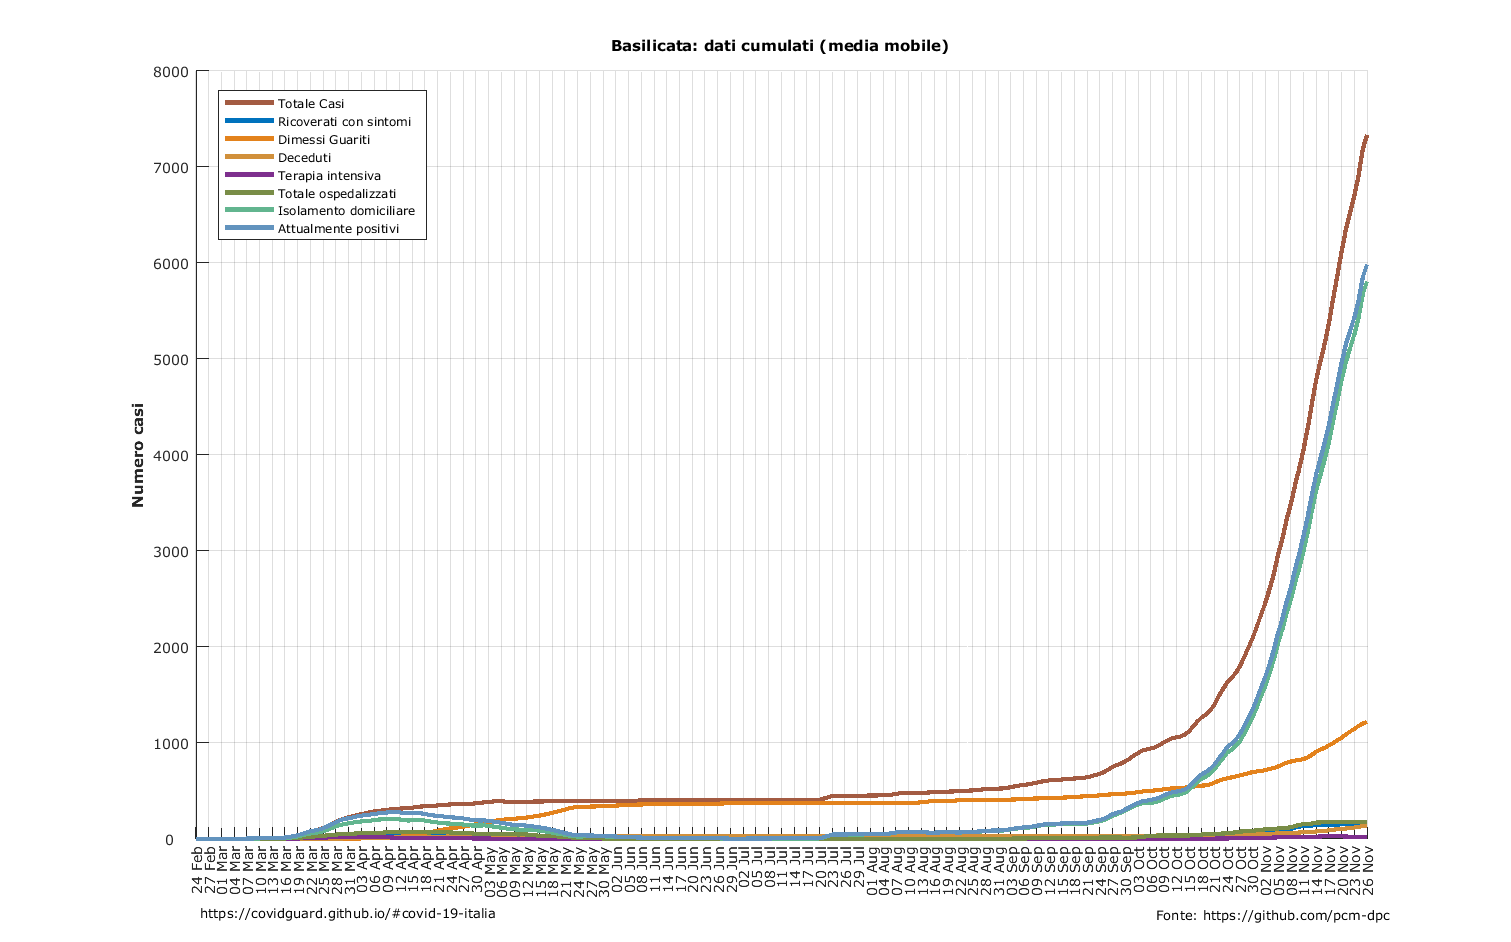 Basilicata: dati cumulati (media mobile)
8000
7000
6000
5000
4000
3000
2000
1000
0
Numero casi
Totale Casi
Ricoverati con sintomi
Dimessi Guariti
Deceduti
Terapia intensiva
Totale ospedalizzati
Isolamento domiciliare
Attualmente positivi
24 Feb
27 Feb
01 Mar
04 Mar
07 Mar
10 Mar
13 Mar
16 Mar
19 Mar
22 Mar
25 Mar
28 Mar
31 Mar
03 Apr
06 Apr
09 Apr
12 Apr
15 Apr
18 Apr
21 Apr
24 Apr
27 Apr
30 Apr
03 May
06 May
09 May
12 May
15 May
18 May
21 May
24 May
27 May
30 May
02 Jun
05 Jun
08 Jun
11 Jun
14 Jun
17 Jun
20 Jun
23 Jun
26 Jun
29 Jun
02 Jul
05 Jul
08 Jul
11 Jul
14 Jul
17 Jul
20 Jul
23 Jul
26 Jul
29 Jul
01 Aug
04 Aug
07 Aug
10 Aug
13 Aug
16 Aug
19 Aug
22 Aug
25 Aug
28 Aug
31 Aug
03 Sep
06 Sep
09 Sep
12 Sep
15 Sep
18 Sep
21 Sep
24 Sep
27 Sep
30 Sep
03 Oct
06 Oct
09 Oct
12 Oct
15 Oct
18 Oct
21 Oct
24 Oct
27 Oct
30 Oct
02 Nov
05 Nov
08 Nov
11 Nov
14 Nov
17 Nov
20 Nov
23 Nov
26 Nov
https://covidguard.github.io/#covid-19-italia
Fonte: https://github.com/pcm-dpc